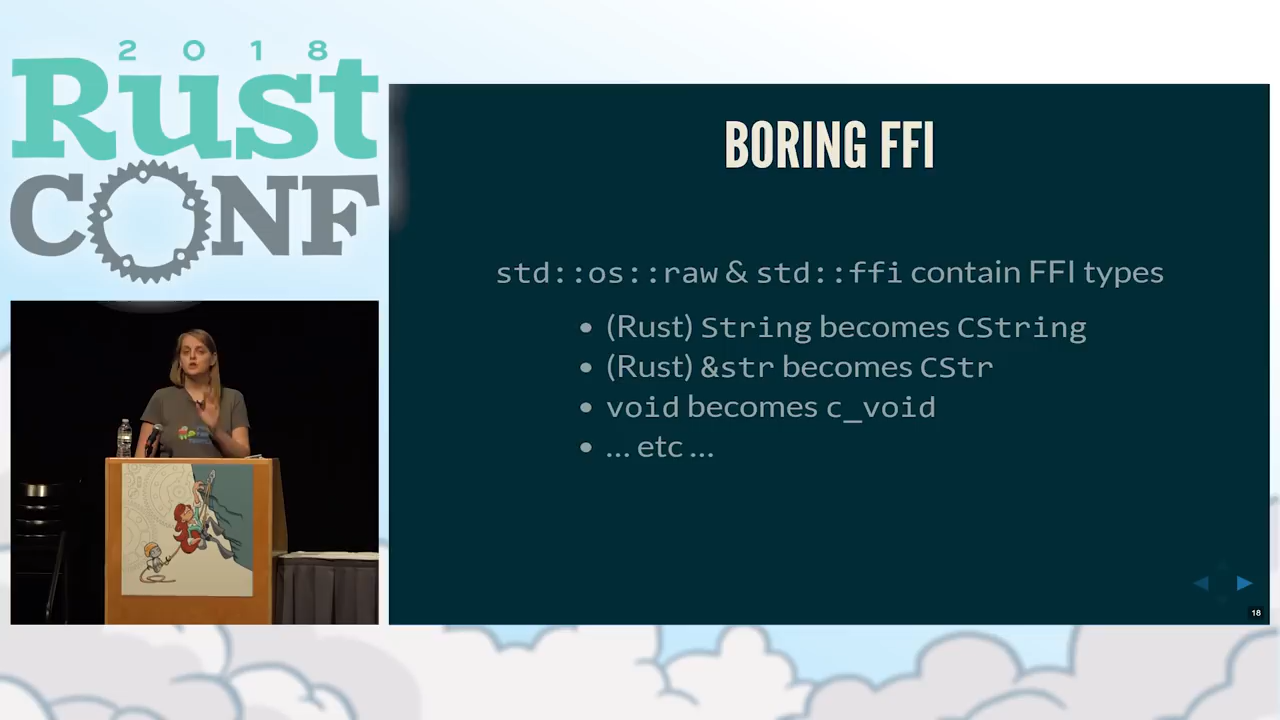 2018
Rust
CONF
BORING FFI
std::os::raw & std::ffi contain FFI types
• (Rust) String becomes CString
• (Rust) &str becomes CStr
• void becomes c_void
• ... etc ...
18